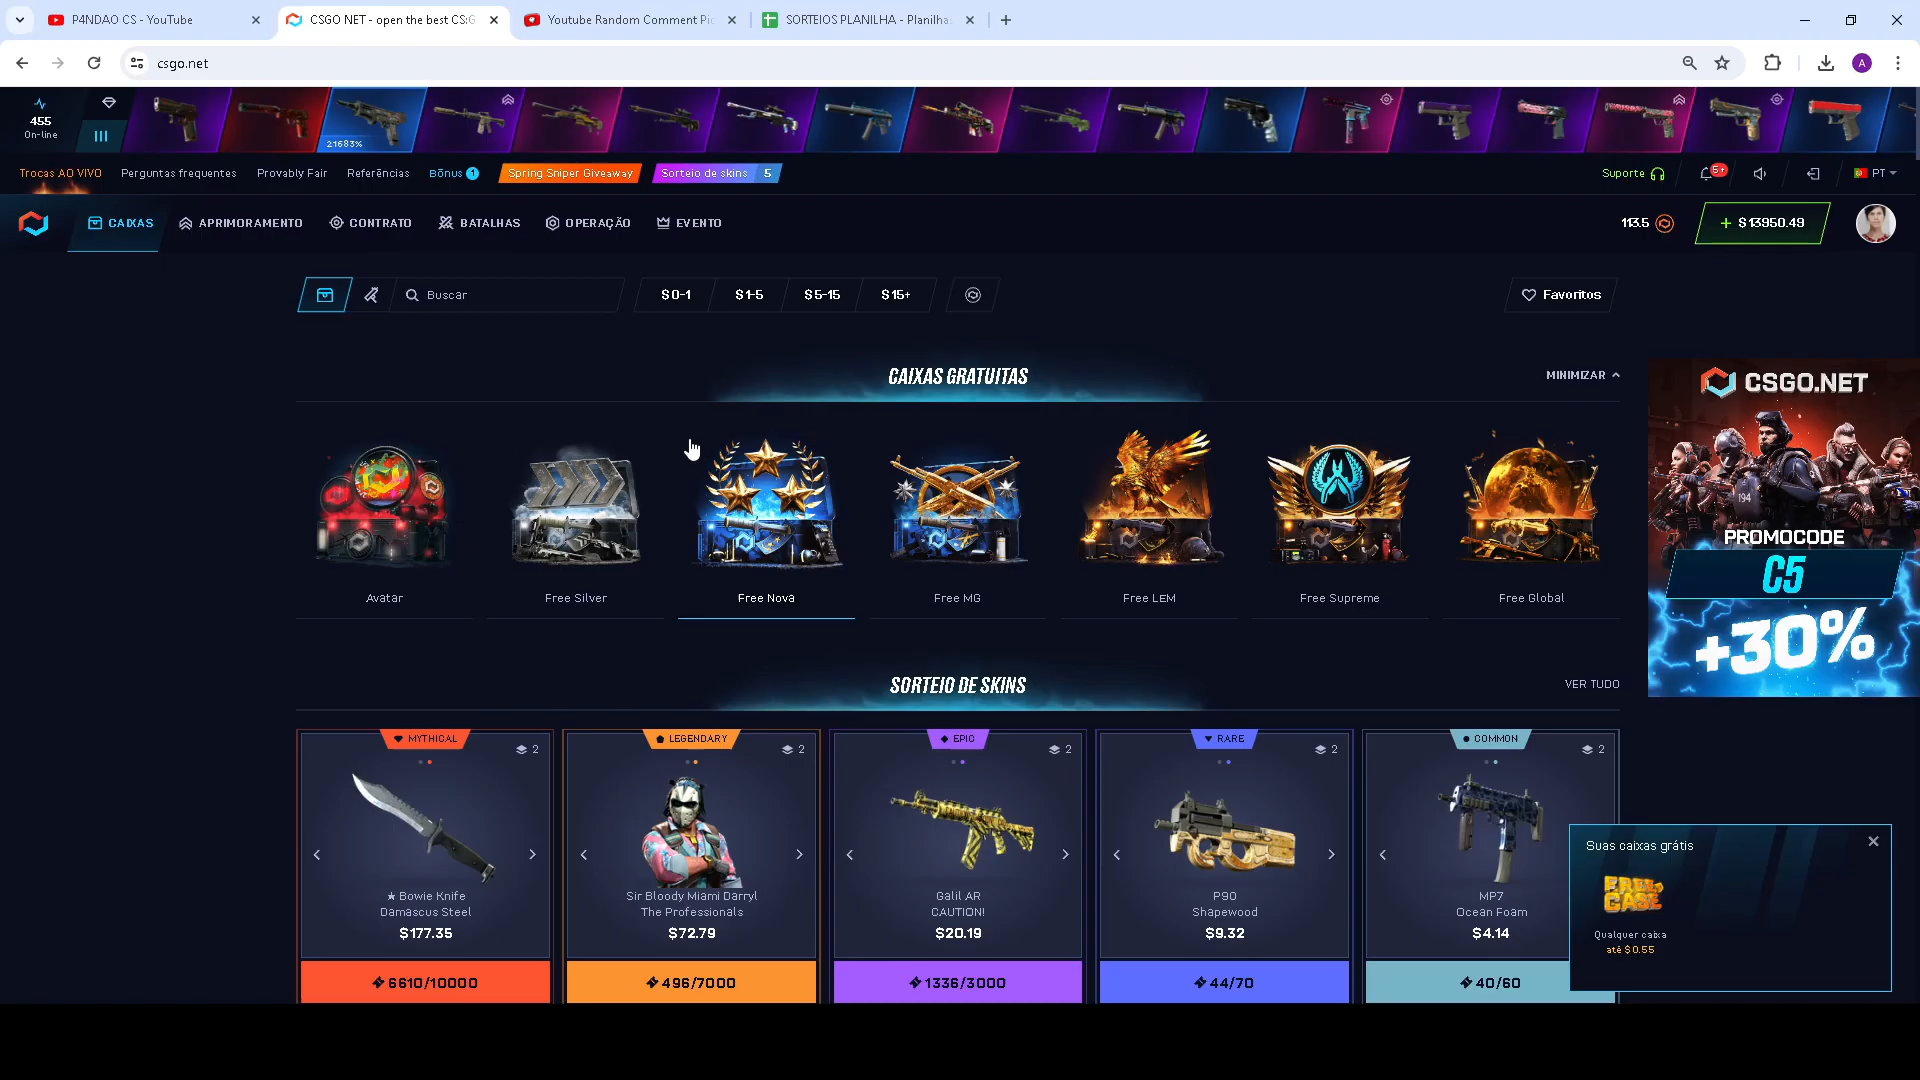 P4NDAO CS - YouTube
CSGO NET - open the best CS:G
Youtube Random Comment Pic
SORTEIOS PLANILHA - Planilhas
csgo.net
A
455
On-line
2.1683%
Trocas AO VIVO
Perguntas frequentes
Provably Fair
Referências
Bônus 1
Spring Sniper Giveaway
Sorteio de skins 5
Suporte
5+
PT
CAIXAS
APRIMORAMENTO
CONTRATO
BATALHAS
OPERAÇÃO
EVENTO
113.5
+ $ 13950.49
Buscar
$ 0-1
$ 1-5
$ 5-15
$ 15+
Favoritos
CAIXAS GRATUITAS
MINIMIZAR
Avatar
Free Silver
Free Nova
Free MG
Free LEM
Free Supreme
Free Global
CSGO.NET
194
PROMOCODE
C5
+30%
SORTEIO DE SKINS
VER TUDO
MYTHICAL
2
LEGENDARY
2
EPIC
2
RARE
2
COMMON
2
★ Bowie Knife
Damascus Steel
$177.35
6610/10000
Sir Bloody Miami Darryl
The Professionals
$72.79
496/7000
Galil AR
CAUTION!
$20.19
1336/3000
P90
Shapewood
$9.32
44/70
MP7
Ocean Foam
$4.14
40/60
Suas caixas grátis
FREE
CASE
Qualquer caixa
até $ 0.55